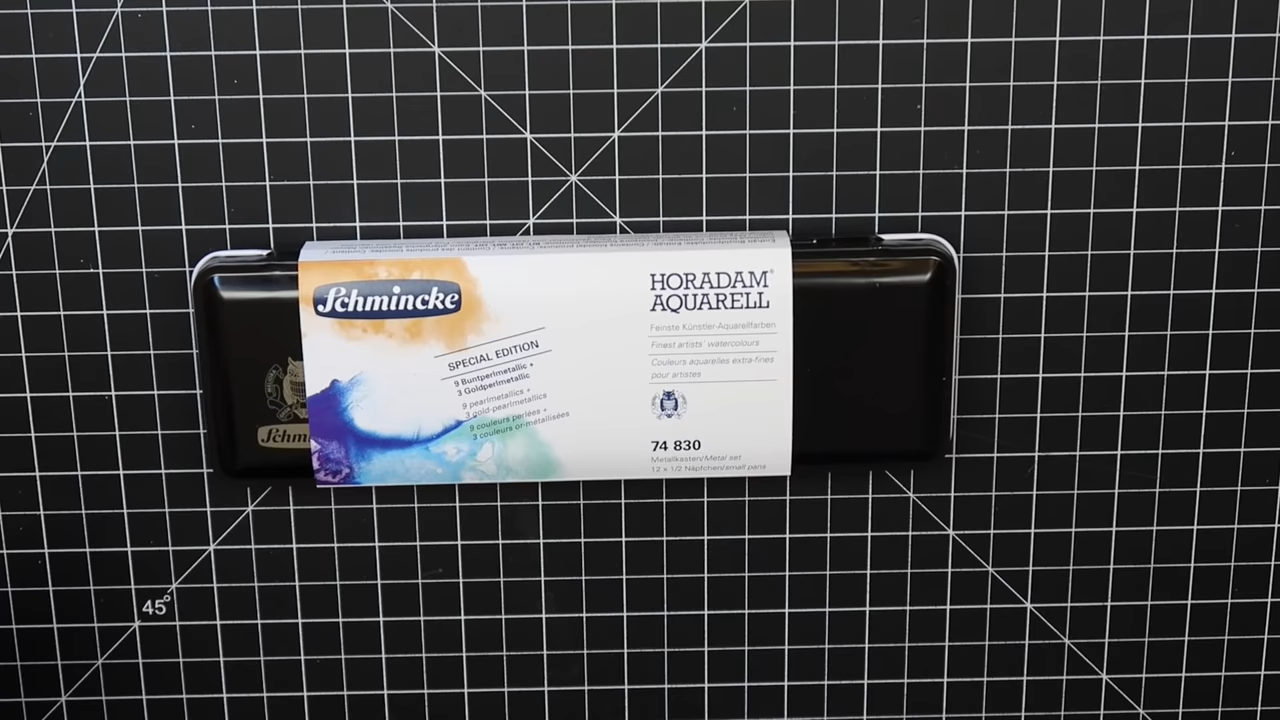 Schmincke
SPECIAL EDITION
9 Buntperlmetallic +
3 Goldperlmetallic
9 pearlmetallics +
3 gold-pearlmetallics
9 couleurs perlées +
3 couleurs or-métallisées
HORADAM®
AQUARELL
Feinste Künstler-Aquarellfarben
Finest artists' watercolours
Couleurs aquarelles extra-fines
pour artistes
74 830
Metallkasten/Metal set
12 x 1/2 Näpfchen/small pans
Schm
45°